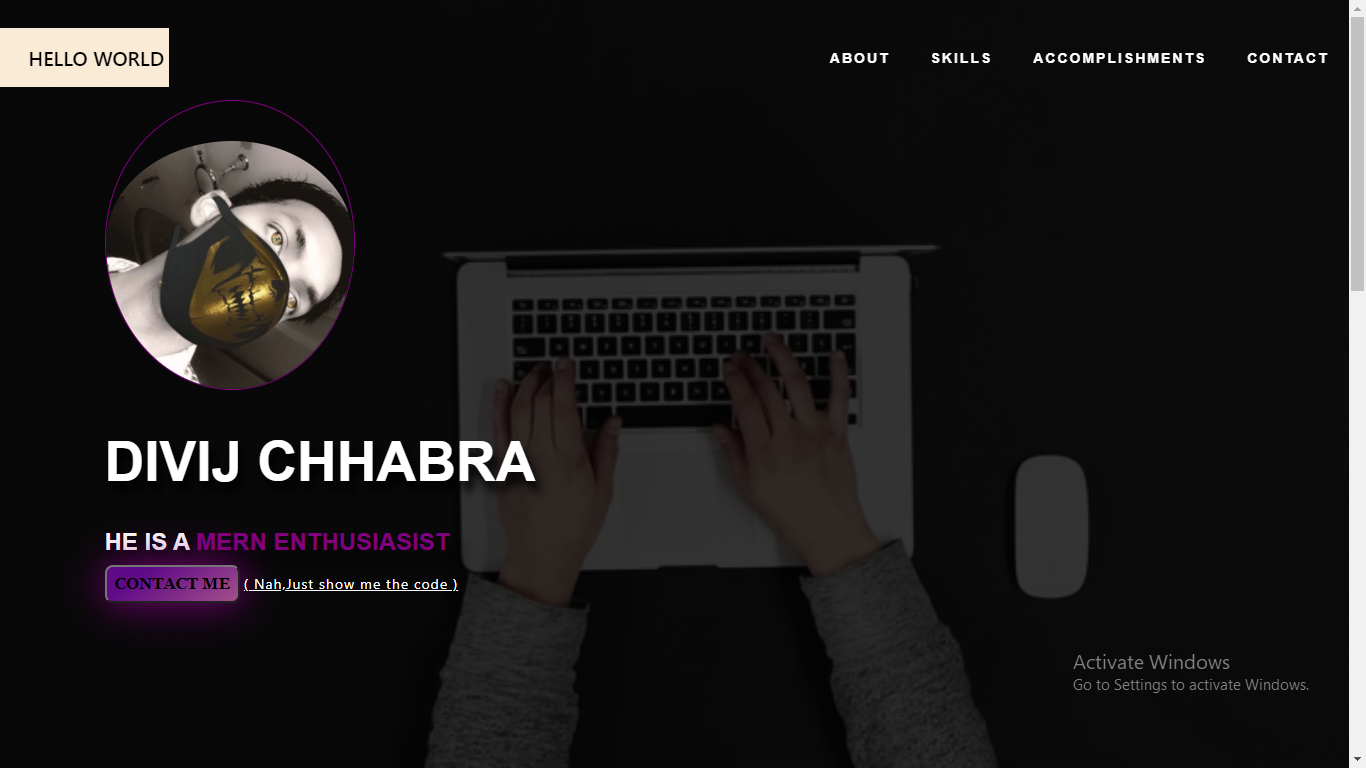 HELLO WORLD
ABOUT SKILLS ACCOMPLISHMENTS CONTACT
DIVIJ CHHABRA
HE IS A MERN ENTHUSIASIST
CONTACT ME ( Nah,Just show me the code )
Activate Windows
Go to Settings to activate Windows.